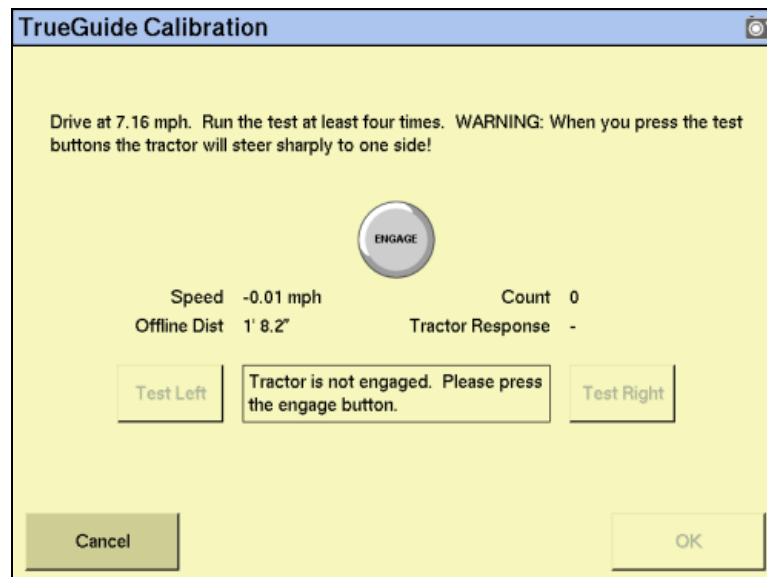 TrueGuide Calibration
Drive at 7.16 mph.  Run the test at least four times.  WARNING: When you press the test
buttons the tractor will steer sharply to one side!
ENGAGE
Speed -0.01 mph Count 0
Offline Dist 1' 8.2" Tractor Response -
Test Left
Tractor is not engaged.  Please press
the engage button.
Test Right
Cancel OK